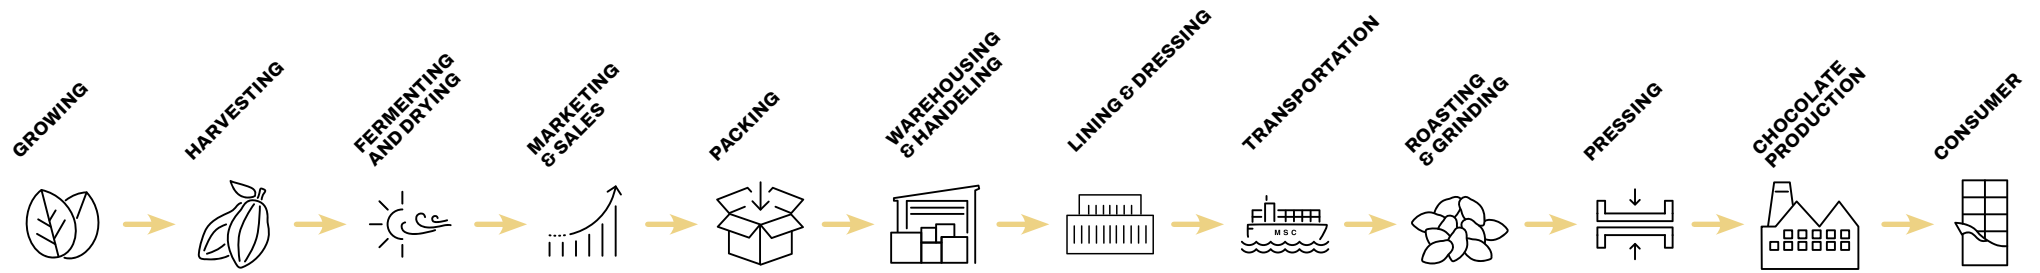 GROWING
HARVESTING
FERMENTING
AND DRYING
MARKETING
& SALES
PACKING
WAREHOUSING
& HANDELING
LINING & DRESSING
TRANSPORTATION
MSC
ROASTING
& GRINDING
PRESSING
CHOCOLATE
PRODUCTION
CONSUMER